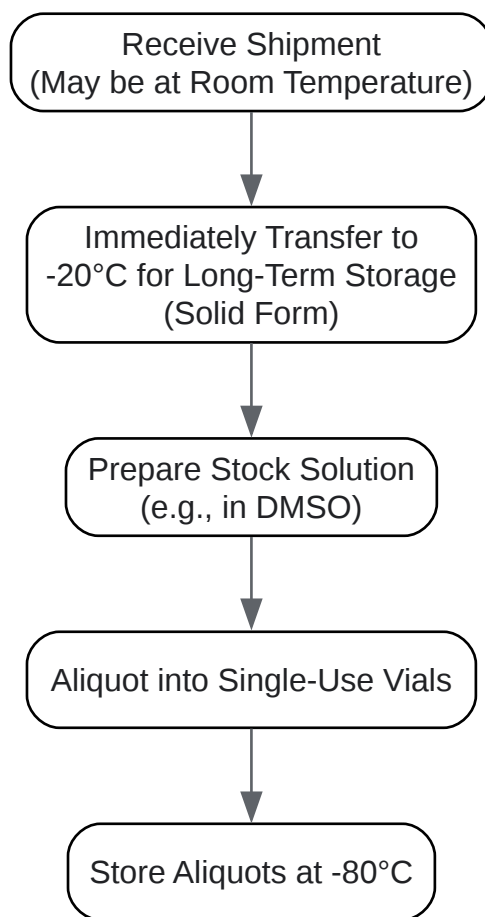 Receive Shipment
(May be at Room Temperature)
Immediately Transfer to
-20°C for Long-Term Storage
(Solid Form)
Prepare Stock Solution
(e.g., in DMSO)
Aliquot into Single-Use Vials
Store Aliquots at -80°C